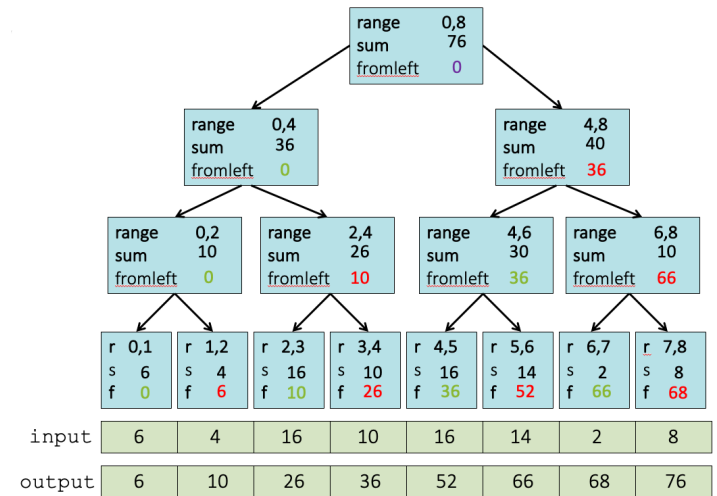 range 0,8
sum 76
fromleft 0
range 0,4
sum 36
fromleft 0
range 4,8
sum 40
fromleft 36
range 0,2
sum 10
fromleft 0
range 2,4
sum 26
fromleft 10
range 4,6
sum 30
fromleft 36
range 6,8
sum 10
fromleft 66
r 0,1
s 6
f 0
r 1,2
s 4
f 6
r 2,3
s 16
f 10
r 3,4
s 10
f 26
r 4,5
s 16
f 36
r 5,6
s 14
f 52
r 6,7
s 2
f 66
r 7,8
s 8
f 68
input 6 4 16 10 16 14 2 8
output 6 10 26 36 52 66 68 76